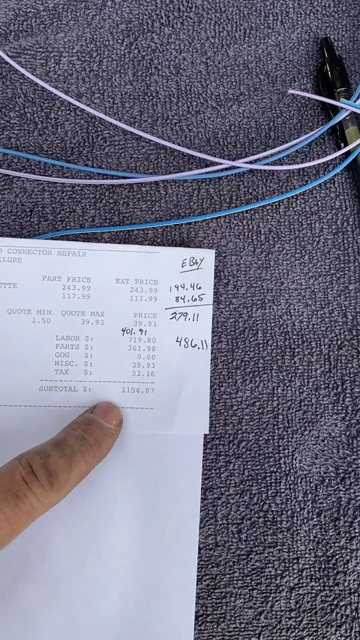 CONNECTOR REPAIR
EBAY
PART PRICE EXT PRICE
243.99 243.99 194.46
117.99 117.99 84.65
279.11
QUOTE MIN QUOTE MAX PRICE
1.50 39.93 39.93
401.91
LABOR $: 719.80
486.11
PARTS $: 361.98
GOG $: 0.00
MISC. $: 39.93
TAX $: 33.16
SUBTOTAL $: 1154.87